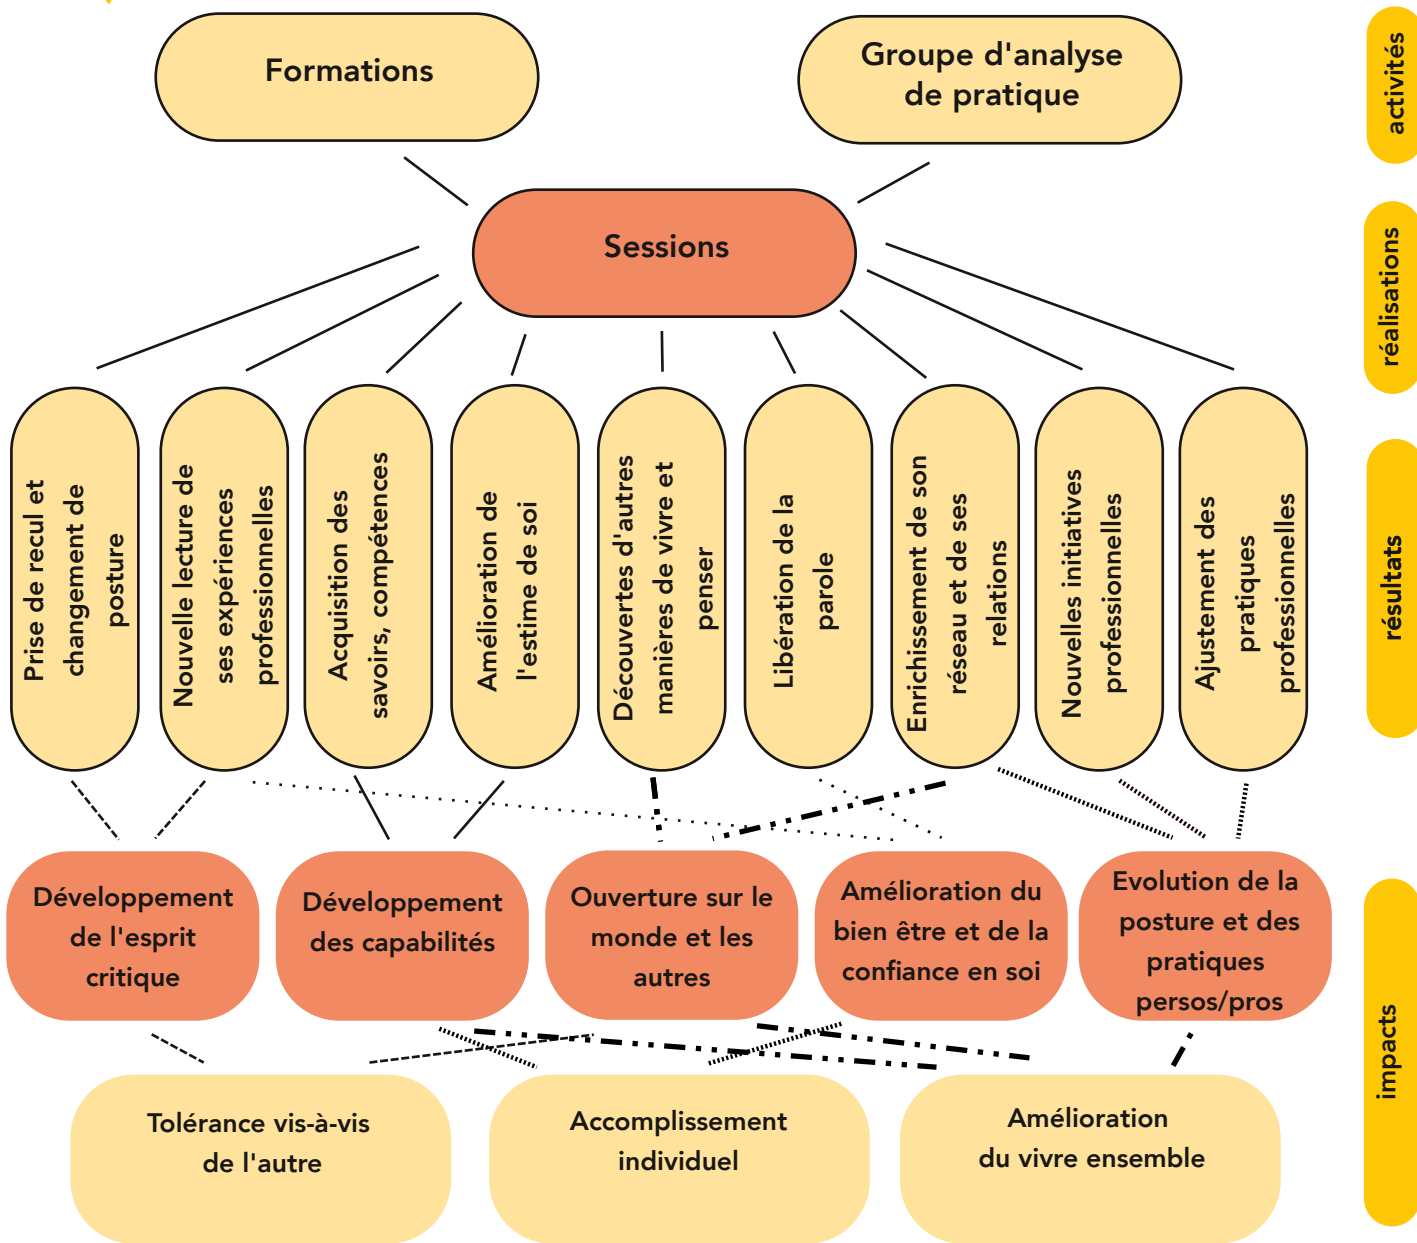 Formations
Groupe d'analyse
de pratique
activités
Sessions
réalisations
Prise de recul et
changement de
posture
Nouvelle lecture de
ses expériences
professionnelles
Acquisition des
savoirs, compétences
Amélioration de
l'estime de soi
Découvertes d'autres
manières de vivre et
penser
Libération de la
parole
Enrichissement de son
réseau et de ses
relations
Nouvelles initiatives
professionnelles
Ajustement des
pratiques
professionnelles
résultats
Développement
de l'esprit
critique
Développement
des capabilités
Ouverture sur le
monde et les
autres
Amélioration du
bien être et de la
confiance en soi
Evolution de la
posture et des
pratiques
persos/pros
impacts
Tolérance vis-à-vis
de l'autre
Accomplissement
individuel
Amélioration
du vivre ensemble